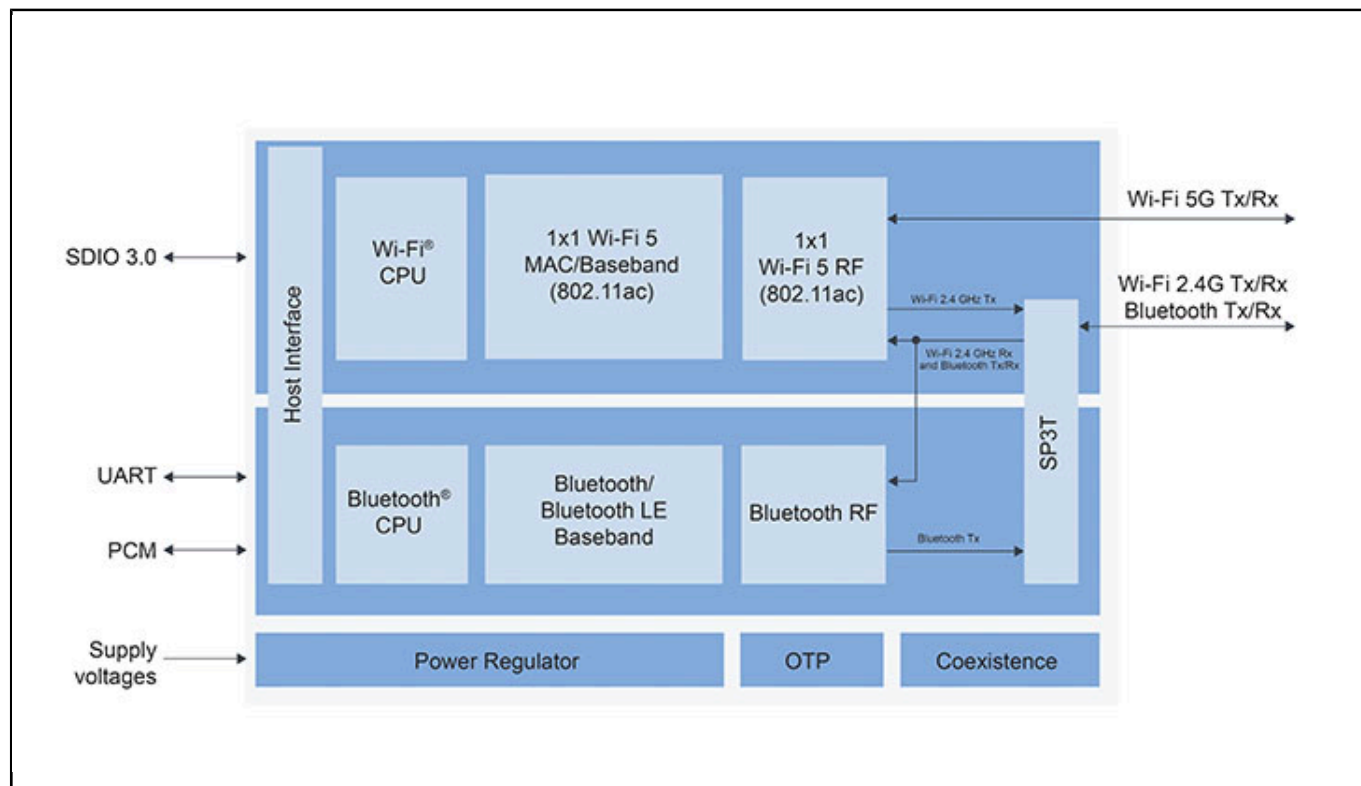 Wi-Fi 5G Tx/Rx
SDIO 3.0
Host Interface
Wi-Fi®
CPU
1x1 Wi-Fi 5
MAC/Baseband
(802.11ac)
1x1
Wi-Fi 5 RF
(802.11ac)
Wi-Fi 2.4 GHz Tx
Wi-Fi 2.4G Tx/Rx
Bluetooth Tx/Rx
Wi-Fi 2.4 GHz Rx
and Bluetooth Tx/Rx
SP3T
UART
PCM
Bluetooth®
CPU
Bluetooth/
Bluetooth LE
Baseband
Bluetooth RF
Bluetooth Tx
Supply
voltages
Power Regulator
OTP
Coexistence